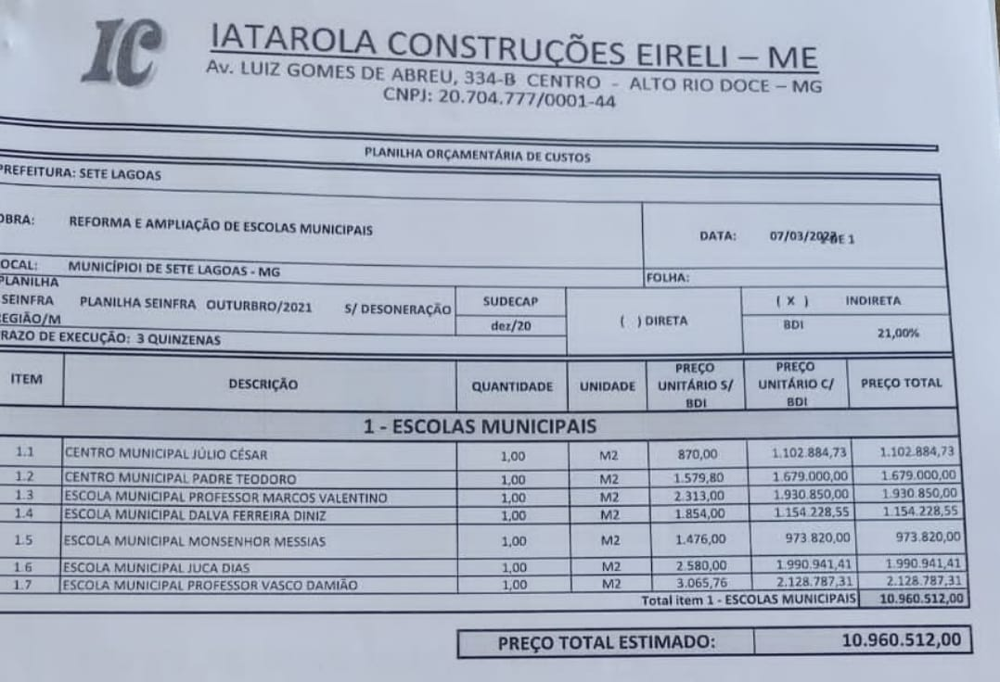 IC
IATAROLA CONSTRUÇÕES EIRELI – ME
Av. LUIZ GOMES DE ABREU, 334-B CENTRO - ALTO RIO DOCE – MG
CNPJ: 20.704.777/0001-44
PLANILHA ORÇAMENTÁRIA DE CUSTOS
PREFEITURA: SETE LAGOAS
OBRA: REFORMA E AMPLIAÇÃO DE ESCOLAS MUNICIPAIS
DATA: 07/03/2022 DE 1
LOCAL: MUNICÍPIOI DE SETE LAGOAS - MG
FOLHA:
PLANILHA
SEINFRA PLANILHA SEINFRA OUTURBRO/2021 S/ DESONERAÇÃO
REGIÃO/M
SUDECAP
dez/20
( ) DIRETA
( X ) INDIRETA
BDI 21,00%
PRAZO DE EXECUÇÃO: 3 QUINZENAS
ITEM DESCRIÇÃO QUANTIDADE UNIDADE PREÇO UNITÁRIO S/ BDI PREÇO UNITÁRIO C/ BDI PREÇO TOTAL
1 - ESCOLAS MUNICIPAIS
1.1 CENTRO MUNICIPAL JÚLIO CÉSAR 1,00 M2 870,00 1.102.884,73 1.102.884,73
1.2 CENTRO MUNICIPAL PADRE TEODORO 1,00 M2 1.579,80 1.679.000,00 1.679.000,00
1.3 ESCOLA MUNICIPAL PROFESSOR MARCOS VALENTINO 1,00 M2 2.313,00 1.930.850,00 1.930.850,00
1.4 ESCOLA MUNICIPAL DALVA FERREIRA DINIZ 1,00 M2 1.854,00 1.154.228,55 1.154.228,55
1.5 ESCOLA MUNICIPAL MONSENHOR MESSIAS 1,00 M2 1.476,00 973.820,00 973.820,00
1.6 ESCOLA MUNICIPAL JUCA DIAS 1,00 M2 2.580,00 1.990.941,41 1.990.941,41
1.7 ESCOLA MUNICIPAL PROFESSOR VASCO DAMIÃO 1,00 M2 3.065,76 2.128.787,31 2.128.787,31
Total item 1 - ESCOLAS MUNICIPAIS 10.960.512,00
PREÇO TOTAL ESTIMADO: 10.960.512,00